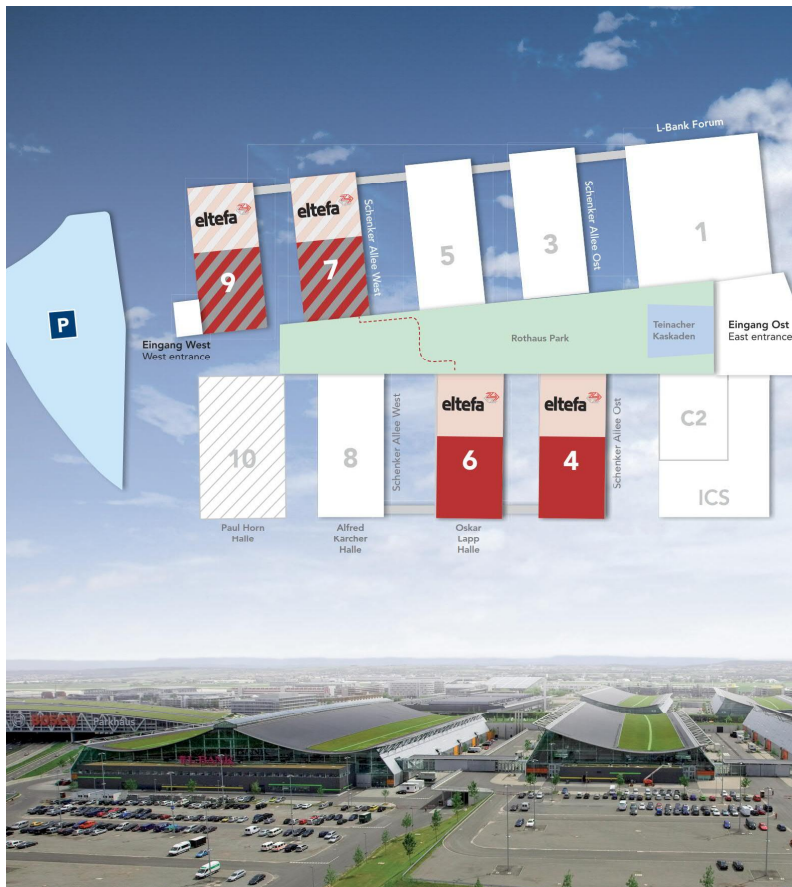 L-Bank Forum
eltefa
9
eltefa
7
Schenker Allee West
5
3
Schenker Allee Ost
1
P
Eingang West
West entrance
Rothaus Park
Teinacher
Kaskaden
Eingang Ost
East entrance
10
8
Schenker Allee West
eltefa
6
eltefa
4
Schenker Allee Ost
C2
ICS
Paul Horn
Halle
Alfred
Kärcher
Halle
Oskar
Lapp
Halle
BOSCH Parkhaus